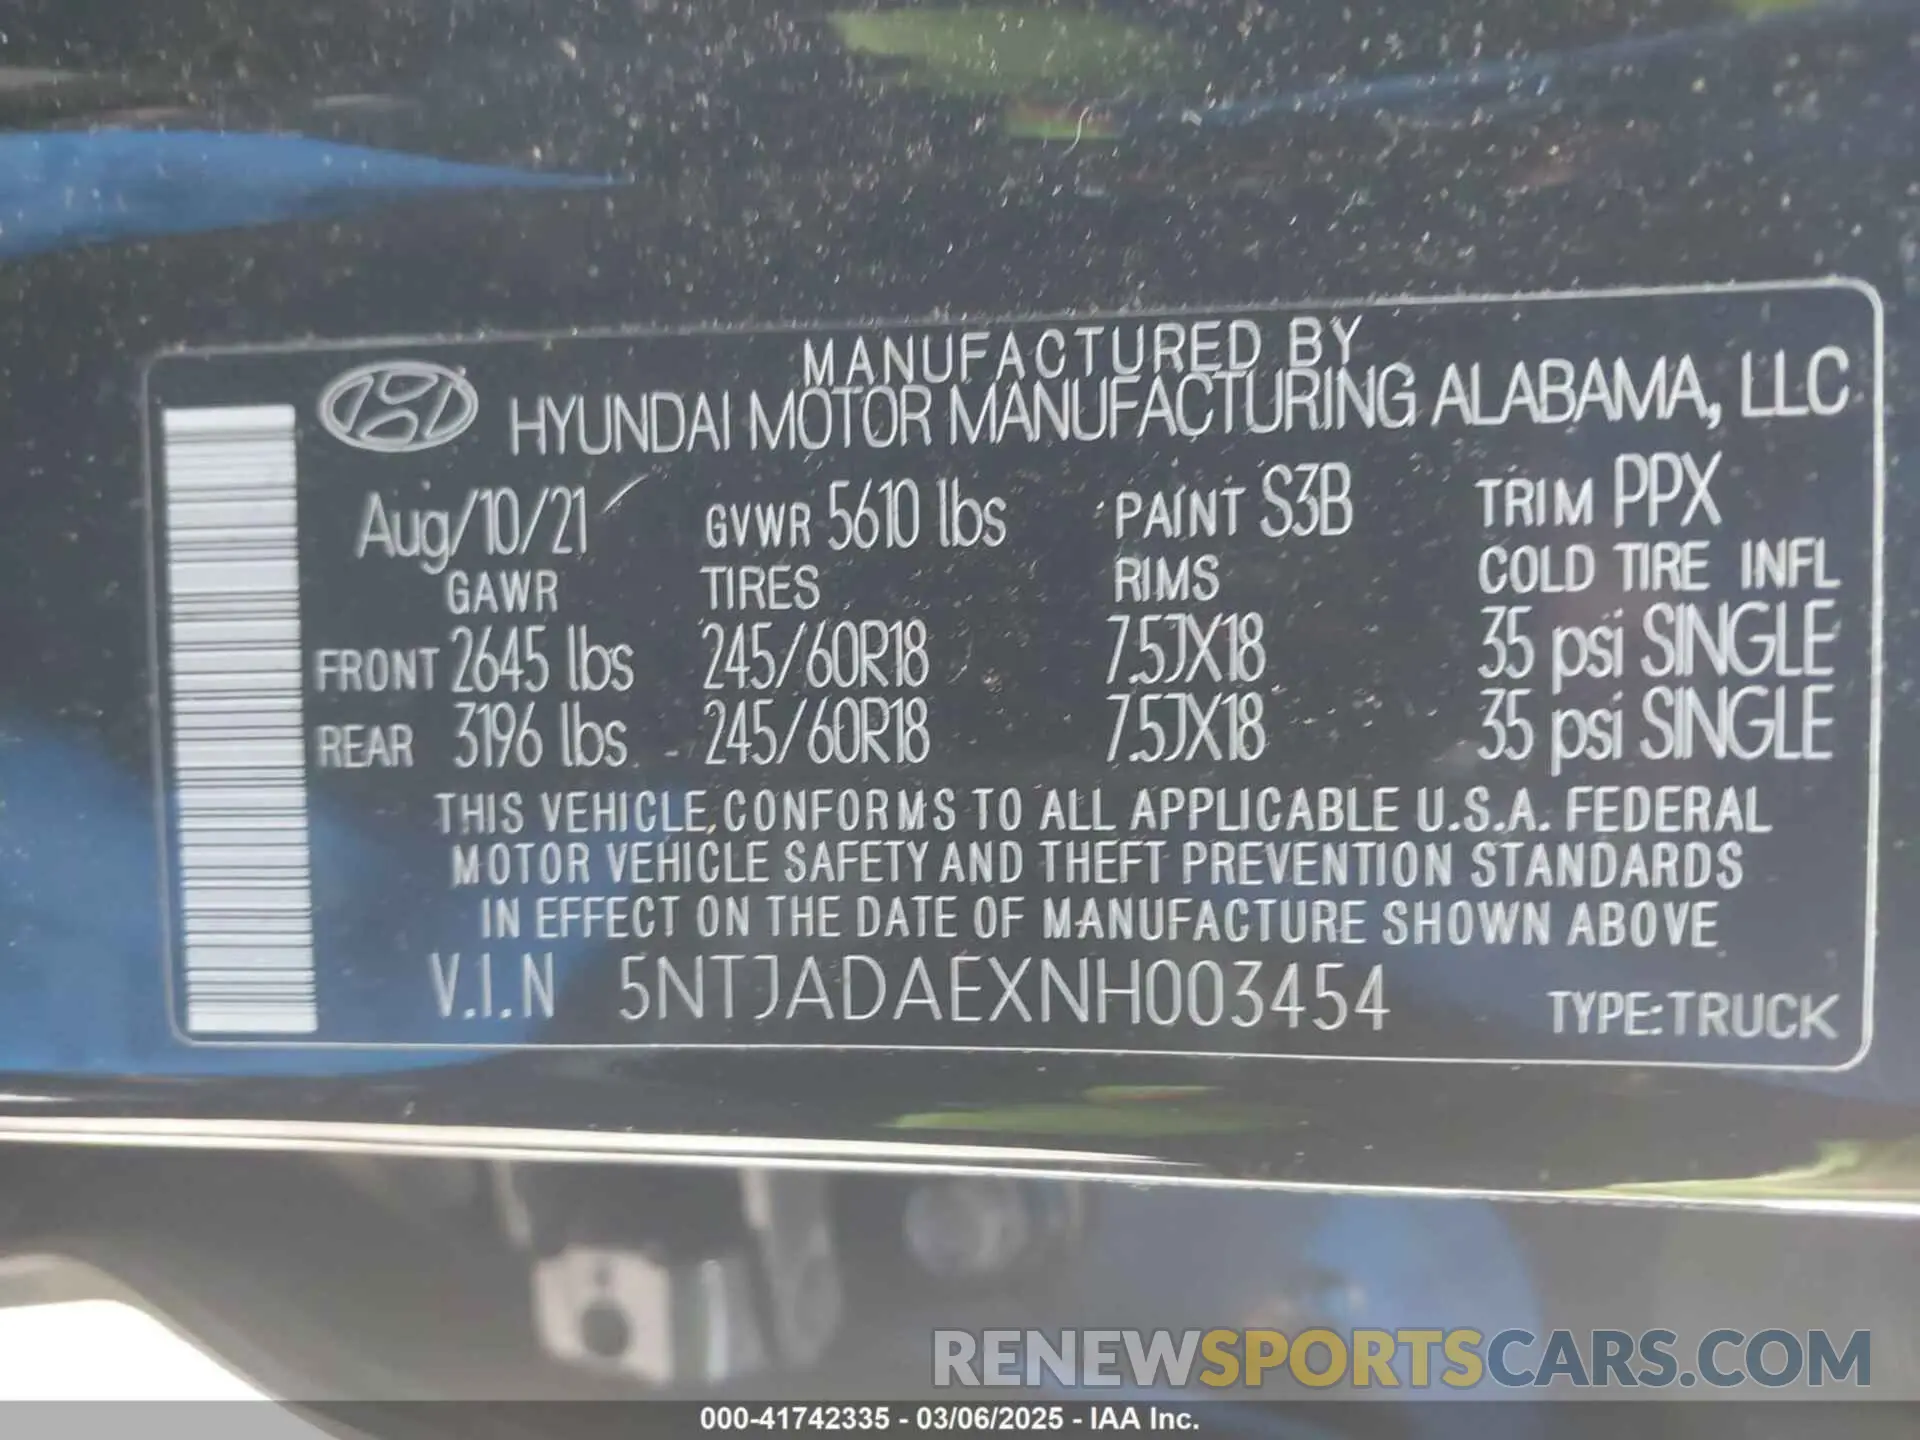 MANUFACTURED BY
HYUNDAI MOTOR MANUFACTURING ALABAMA, LLC
Aug/10/21 GVWR 5610 lbs PAINT S3B TRIM PPX
GAWR TIRES RIMS COLD TIRE INFL
FRONT 2645 lbs 245/60R18 7.5JX18 35 psi SINGLE
REAR 3196 lbs 245/60R18 7.5JX18 35 psi SINGLE
THIS VEHICLE CONFORMS TO ALL APPLICABLE U.S.A. FEDERAL
MOTOR VEHICLE SAFETY AND THEFT PREVENTION STANDARDS
IN EFFECT ON THE DATE OF MANUFACTURE SHOWN ABOVE
V.I.N 5NTJADAEXNH003454 TYPE:TRUCK
RENEWSPORTSCARS.COM
000-41742335 - 03/06/2025 - IAA Inc.